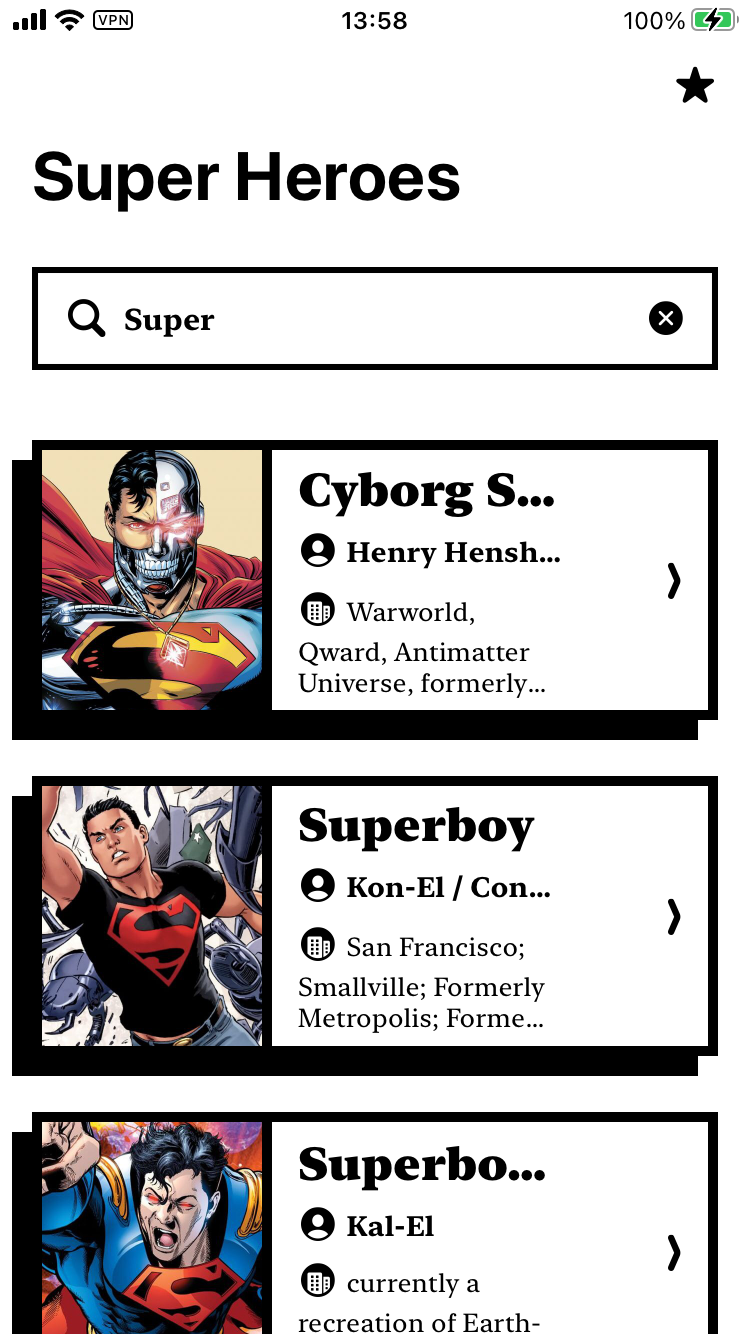 VPN 13:58 100%
Super Heroes
Super
Cyborg S...
Henry Hensh...
Warworld,
Qward, Antimatter
Universe, formerly...
Superboy
Kon-El / Con...
San Francisco;
Smallville; Formerly
Metropolis; Forme...
Superbo...
Kal-El
currently a
recreation of Earth-